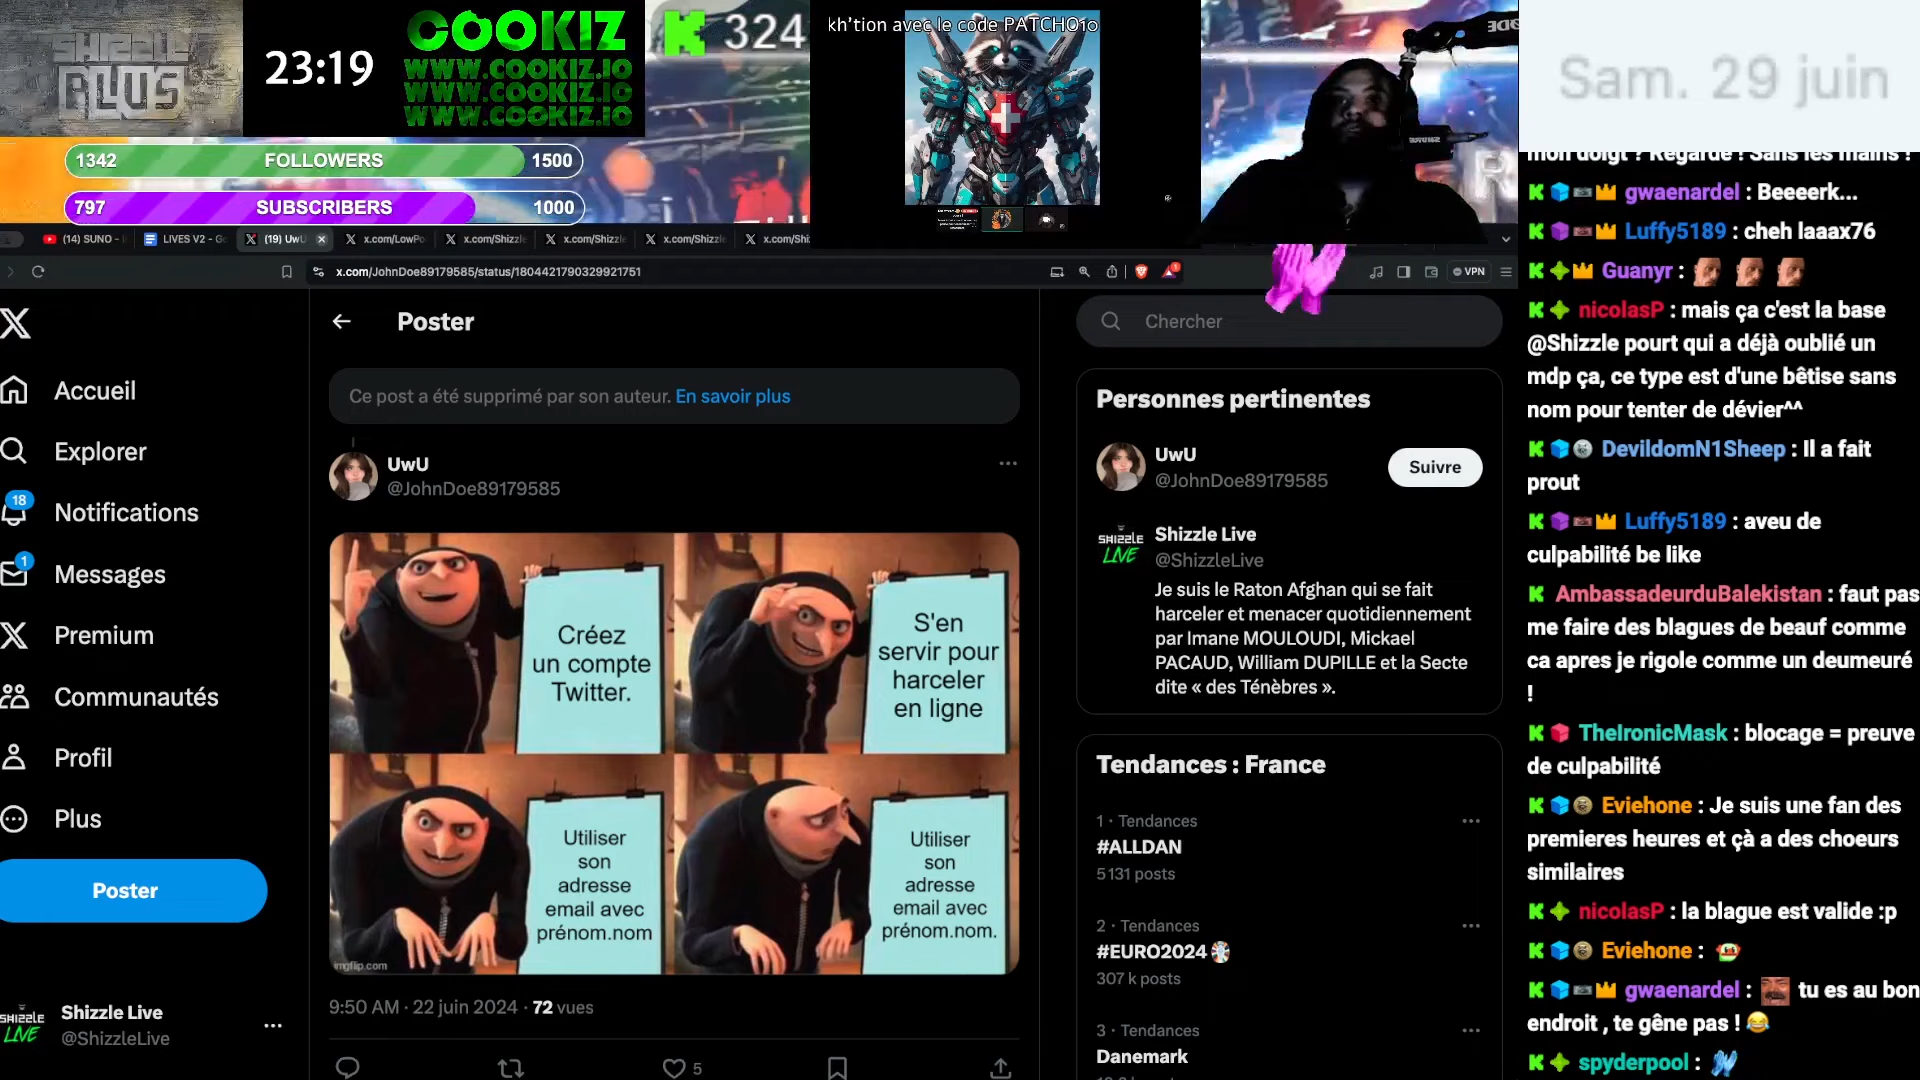 SHIZZLE
PLUS
23:19
COOKIZ
WWW.COOKIZ.IO
WWW.COOKIZ.IO
WWW.COOKIZ.IO
324
1342 FOLLOWERS 1500
797 SUBSCRIBERS 1000
kh'tion avec le code PATCHO10
Sam. 29 juin
(14) SUNO -
LIVES V2 - G
(19) UwU
x.com/LowPo
x.com/Shizzle
x.com/Shizzle
x.com/Shizzle
x.com/Shi
x.com/JohnDoe89179585/status/1804421790329921751
VPN
Accueil
Explorer
18
Notifications
1
Messages
Premium
Communautés
Profil
Plus
Poster
SHIZZLE
LIVE
Shizzle Live
@ShizzleLive
Poster
Ce post a été supprimé par son auteur. En savoir plus
UwU
@JohnDoe89179585
Créez
un compte
Twitter.
S'en
servir pour
harceler
en ligne
Utiliser
son
adresse
email avec
prénom.nom
Utiliser
son
adresse
email avec
prénom.nom.
imgflip.com
9:50 AM · 22 juin 2024 · 72 vues
5
Chercher
Personnes pertinentes
UwU
@JohnDoe89179585
Suivre
SHIZZLE
LIVE
Shizzle Live
@ShizzleLive
Je suis le Raton Afghan qui se fait
harceler et menacer quotidiennement
par Imane MOULOUDI, Mickael
PACAUD, William DUPILLE et la Secte
dite « des Ténèbres ».
Tendances : France
1 · Tendances
#ALLDAN
5 131 posts
2 · Tendances
#EURO2024
307 k posts
3 · Tendances
Danemark
mon doigt ? Regarde ! Sans les mains !
gwaenardel : Beeeerk...
Luffy5189 : cheh laaax76
Guanyr :
nicolasP : mais ça c'est la base
@Shizzle pourt qui a déjà oublié un
mdp ça, ce type est d'une bêtise sans
nom pour tenter de dévier^^
DevildomN1Sheep : Il a fait
prout
Luffy5189 : aveu de
culpabilité be like
AmbassadeurduBalekistan : faut pas
me faire des blagues de beauf comme
ca apres je rigole comme un deumeuré
!
TheIronicMask : blocage = preuve
de culpabilité
Eviehone : Je suis une fan des
premieres heures et çà a des choeurs
similaires
nicolasP : la blague est valide :p
Eviehone :
gwaenardel : tu es au bon
endroit , te gêne pas ! 😂
spyderpool :